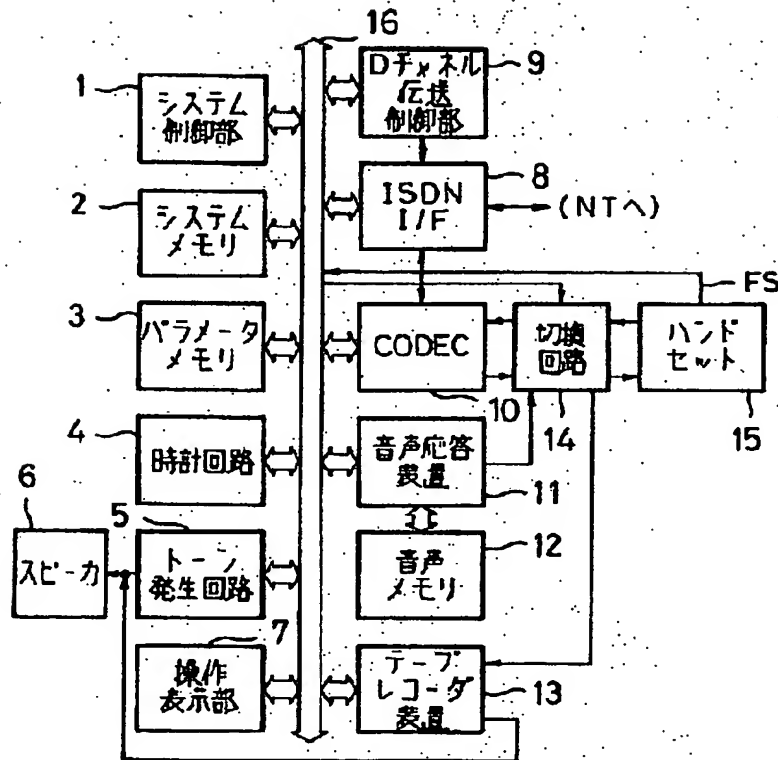 16
1
システム
制御部
Dチャネル
伝送
制御部
9
2
システム
メモリ
ISDN
I/F
8
(NTへ)
FS
3
パラメータ
メモリ
CODEC
10
切換
回路
14
ハンド
セット
15
4
時計回路
音声応答
装置
11
6
スピーカ
5
トーン
発生回路
音声
メモリ
12
7
操作
表示部
テープ
レコーダ
装置
13